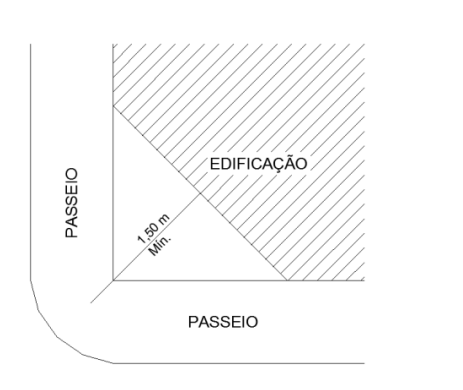 EDIFICAÇÃO
PASSEIO
1,50 m
Mín.
PASSEIO